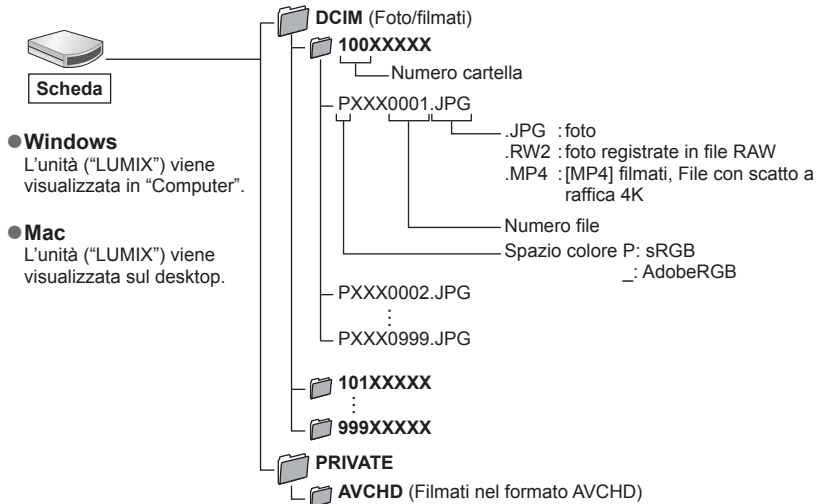 DCIM (Foto/filmati)
100XXXXX
Numero cartella
Scheda
PXXX0001.JPG
.JPG : foto
.RW2 : foto registrate in file RAW
.MP4 : [MP4] filmati, File con scatto a
raffica 4K
Numero file
Spazio colore P: sRGB
_: AdobeRGB
●Windows
L’unità (“LUMIX”) viene
visualizzata in “Computer”.
●Mac
L’unità (“LUMIX”) viene
visualizzata sul desktop.
PXXX0002.JPG
PXXX0999.JPG
101XXXXX
999XXXXX
PRIVATE
AVCHD (Filmati nel formato AVCHD)